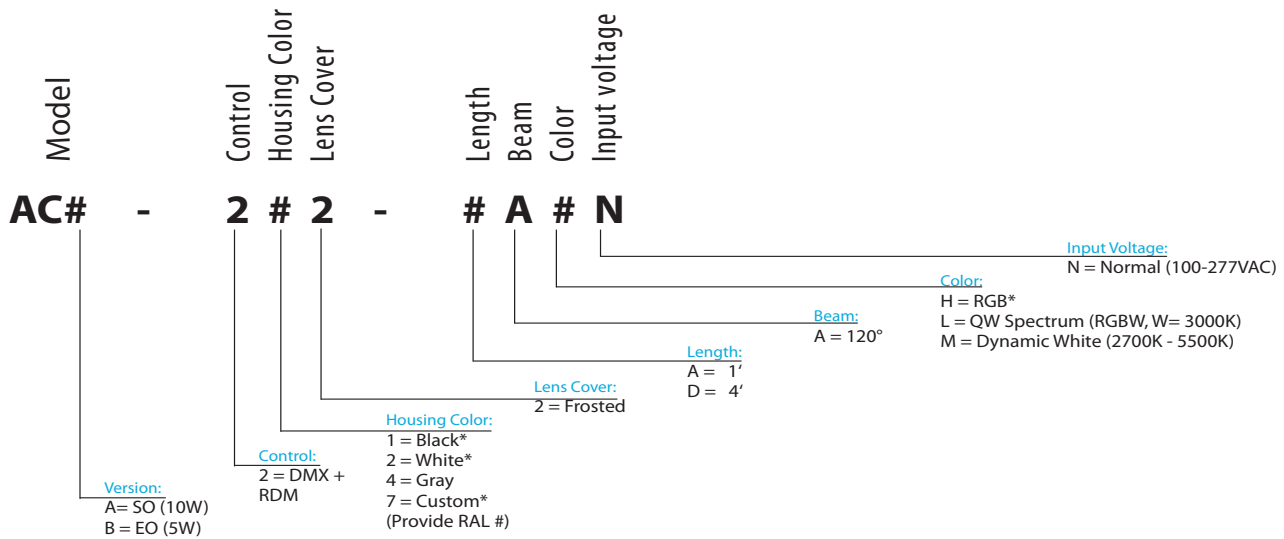 Model
Control
Housing Color
Lens Cover
Length
Beam
Color
Input voltage
AC# - 2 # 2 - # A # N
Input Voltage:
N = Normal (100-277VAC)
Color:
H = RGB*
L = QW Spectrum (RGBW, W= 3000K)
M = Dynamic White (2700K - 5500K)
Beam:
A = 120°
Length:
A = 1‘
D = 4‘
Lens Cover:
2 = Frosted
Housing Color:
1 = Black*
2 = White*
4 = Gray
7 = Custom*
(Provide RAL #)
Control:
2 = DMX +
RDM
Version:
A= SO (10W)
B = EO (5W)